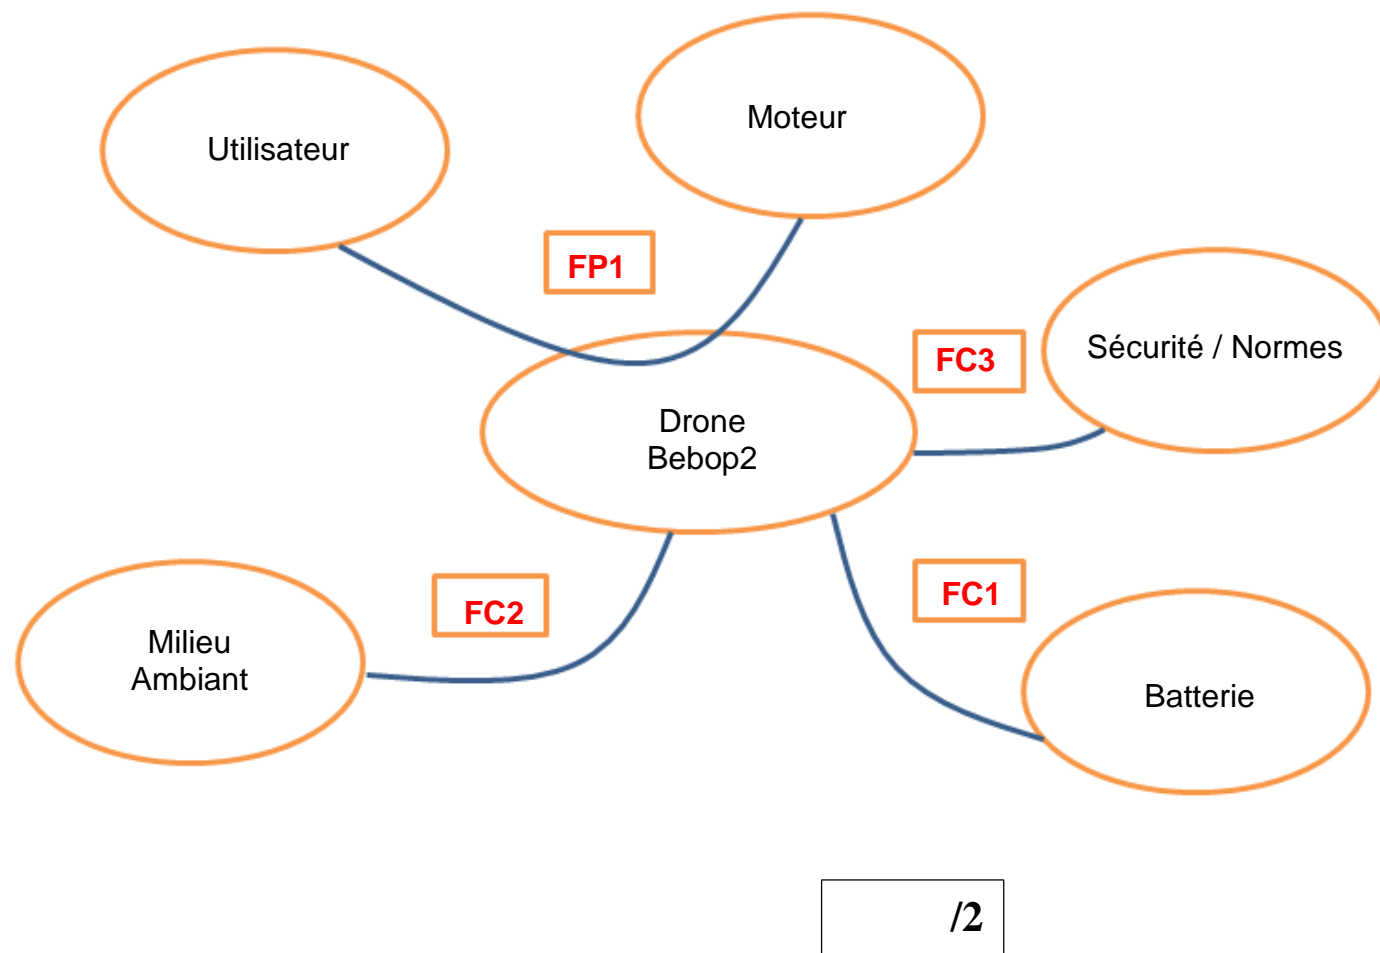 Moteur
Utilisateur
FP1
Sécurité / Normes
FC3
Drone
Bebop2
FC1
FC2
Milieu
Ambiant
Batterie
/2